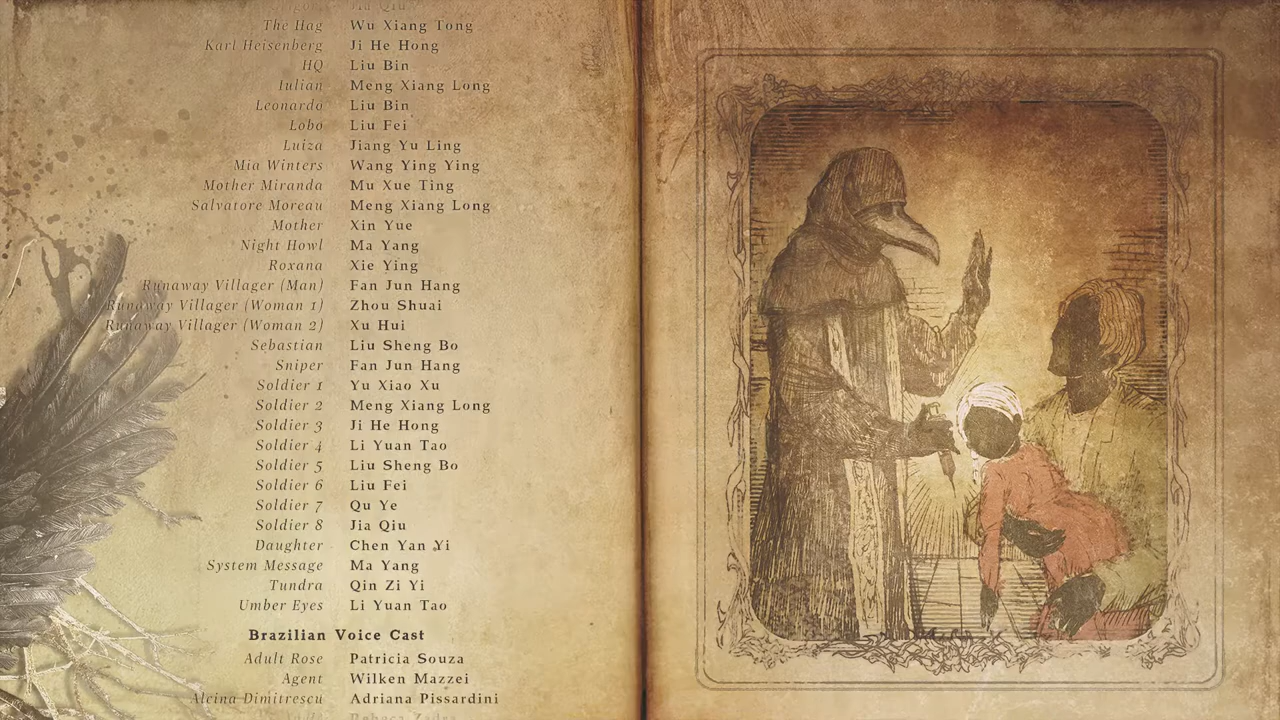 Jia Qiu
The Hag Wu Xiang Tong
Karl Heisenberg Ji He Hong
HQ Liu Bin
Iulian Meng Xiang Long
Leonardo Liu Bin
Lobo Liu Fei
Luiza Jiang Yu Ling
Mia Winters Wang Ying Ying
Mother Miranda Mu Xue Ting
Salvatore Moreau Meng Xiang Long
Mother Xin Yue
Night Howl Ma Yang
Roxana Xie Ying
Runaway Villager (Man) Fan Jun Hang
Runaway Villager (Woman 1) Zhou Shuai
Runaway Villager (Woman 2) Xu Hui
Sebastian Liu Sheng Bo
Sniper Fan Jun Hang
Soldier 1 Yu Xiao Xu
Soldier 2 Meng Xiang Long
Soldier 3 Ji He Hong
Soldier 4 Li Yuan Tao
Soldier 5 Liu Sheng Bo
Soldier 6 Liu Fei
Soldier 7 Qu Ye
Soldier 8 Jia Qiu
Daughter Chen Yan Yi
System Message Ma Yang
Tundra Qin Zi Yi
Umber Eyes Li Yuan Tao
Brazilian Voice Cast
Adult Rose Patricia Souza
Agent Wilken Mazzei
Alcina Dimitrescu Adriana Pissardini